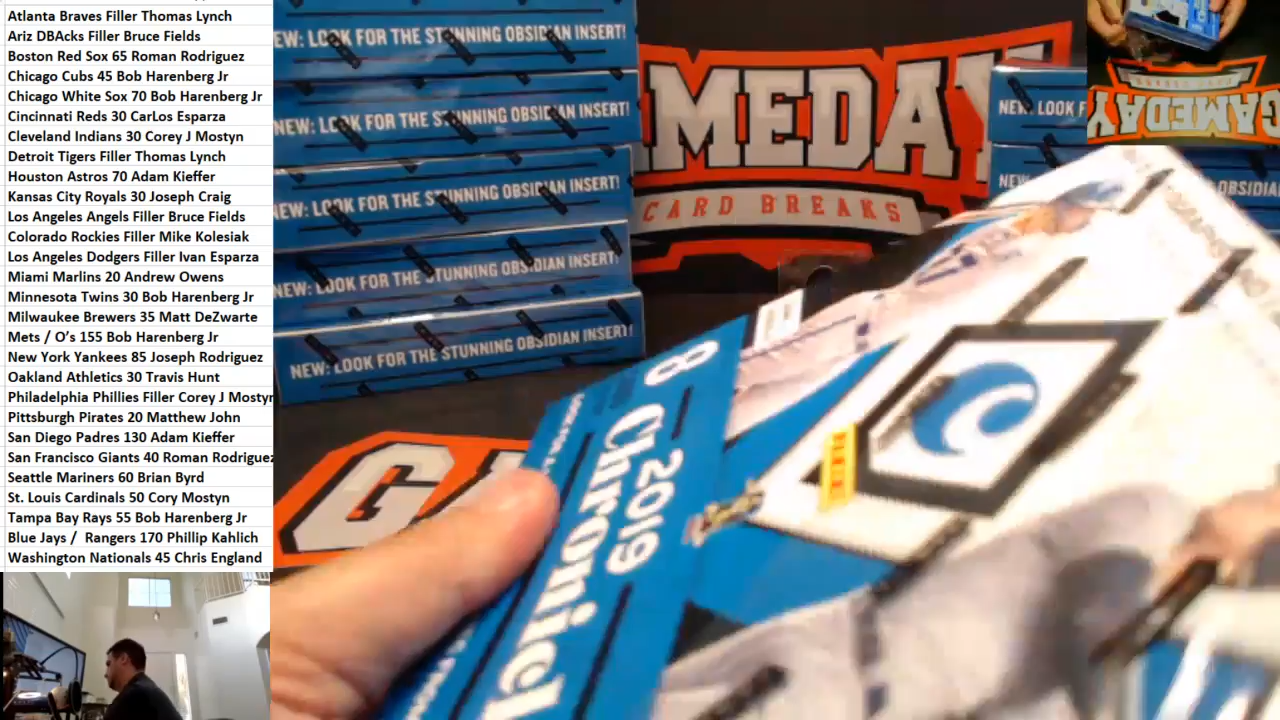 Atlanta Braves Filler Thomas Lynch
Ariz DBAcks Filler Bruce Fields
Boston Red Sox 65 Roman Rodriguez
Chicago Cubs 45 Bob Harenberg Jr
Chicago White Sox 70 Bob Harenberg Jr
Cincinnati Reds 30 CarLos Esparza
Cleveland Indians 30 Corey J Mostyn
Detroit Tigers Filler Thomas Lynch
Houston Astros 70 Adam Kieffer
Kansas City Royals 30 Joseph Craig
Los Angeles Angels Filler Bruce Fields
Colorado Rockies Filler Mike Kolesiak
Los Angeles Dodgers Filler Ivan Esparza
Miami Marlins 20 Andrew Owens
Minnesota Twins 30 Bob Harenberg Jr
Milwaukee Brewers 35 Matt DeZwarte
Mets / O’s 155 Bob Harenberg Jr
New York Yankees 85 Joseph Rodriguez
Oakland Athletics 30 Travis Hunt
Philadelphia Phillies Filler Corey J Mostyn
Pittsburgh Pirates 20 Matthew John
San Diego Padres 130 Adam Kieffer
San Francisco Giants 40 Roman Rodriguez
Seattle Mariners 60 Brian Byrd
St. Louis Cardinals 50 Cory Mostyn
Tampa Bay Rays 55 Bob Harenberg Jr
Blue Jays /  Rangers 170 Phillip Kahlich
Washington Nationals 45 Chris England
EW: LOOK FOR THE STUNNING OBSIDIAN INSERT!
NEW: LOOK FOR THE STUNNING OBSIDIAN INSERT!
NEW: LOOK FOR THE STUNNING OBSIDIAN INSERT!
NEW: LOOK FOR THE STUNNING OBSIDIAN INSERT!
NEW: LOOK FOR THE STUNNING OBSIDIAN INSERT!
AMEDAY
CARD BREAKS
NEW: LOOK F
NEW:
OBSIDIA
GAMEDAY
8
2019
Chronicl
PANINI
C
GA